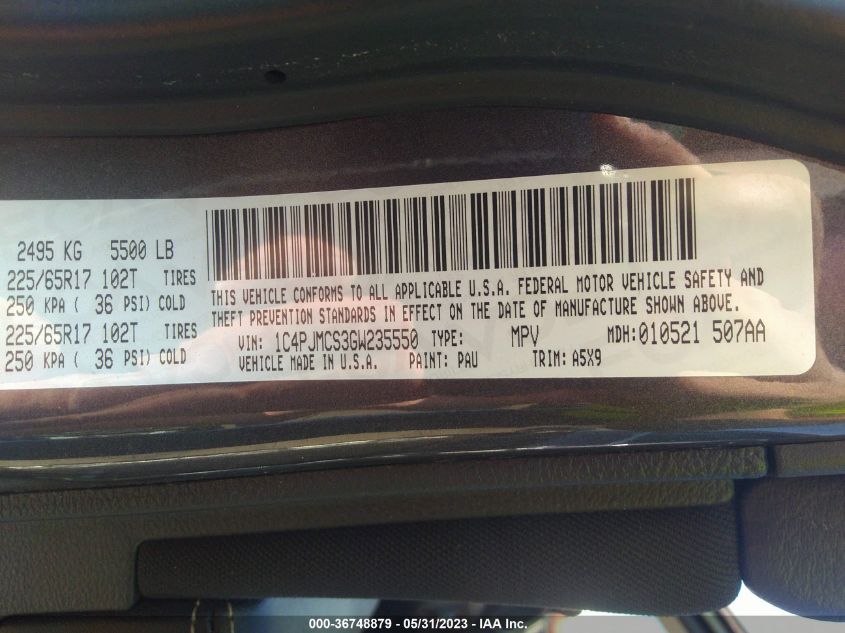 2495 KG 5500 LB
225/65R17 102T TIRES
250 KPA ( 36 PSI) COLD
225/65R17 102T TIRES
250 KPA ( 36 PSI) COLD
THIS VEHICLE CONFORMS TO ALL APPLICABLE U.S.A. FEDERAL MOTOR VEHICLE SAFETY AND
THEFT PREVENTION STANDARDS IN EFFECT ON THE DATE OF MANUFACTURE SHOWN ABOVE.
VIN: 1C4PJMCS3GW235550 TYPE: MPV MDH:010521 507AA
VEHICLE MADE IN U.S.A. PAINT: PAU TRIM: A5X9
000-36748879 - 05/31/2023 - IAA Inc.